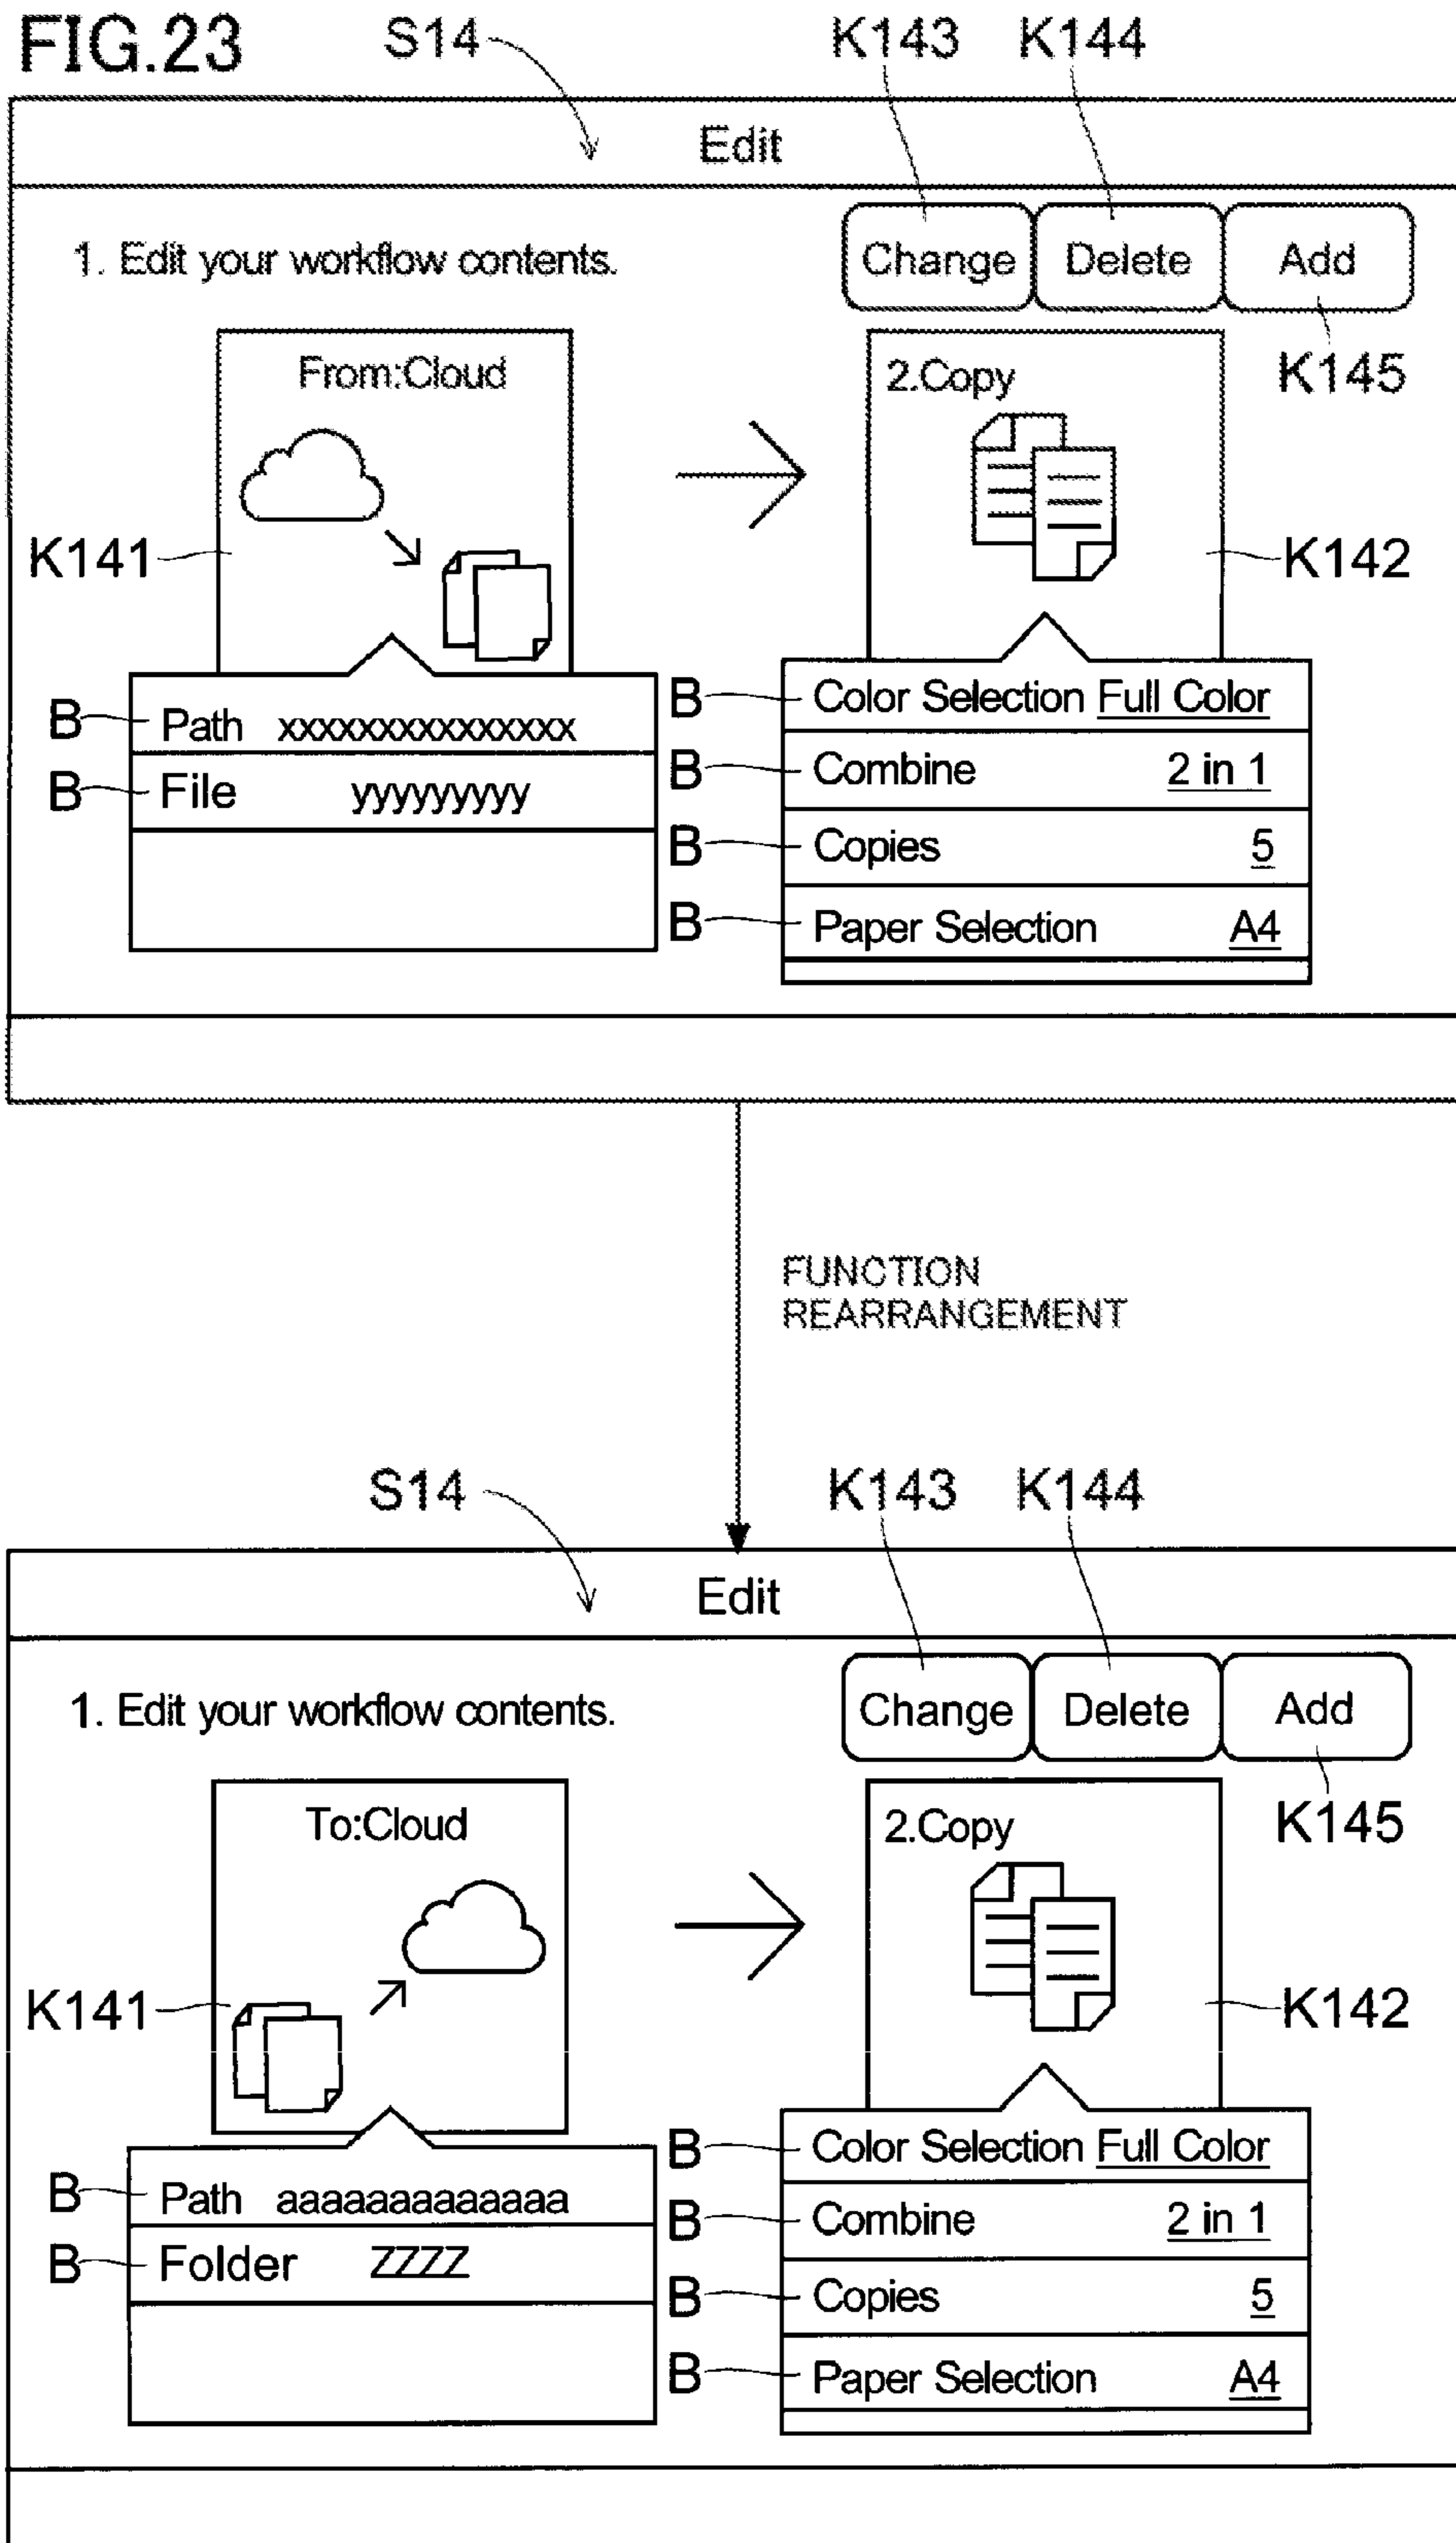 FIG.23 S14 K143 K144
Edit
1. Edit your workflow contents. Change Delete Add
From:Cloud 2.Copy K145
K141 K142
B Path xxxxxxxxxxxxxxx B Color Selection Full Color
B File yyyyyyyyy B Combine 2 in 1
B Copies 5
B Paper Selection A4
FUNCTION
REARRANGEMENT
S14 K143 K144
Edit
1. Edit your workflow contents. Change Delete Add
To:Cloud 2.Copy K145
K141 K142
B Path aaaaaaaaaaaaa B Color Selection Full Color
B Folder ZZZZ B Combine 2 in 1
B Copies 5
B Paper Selection A4